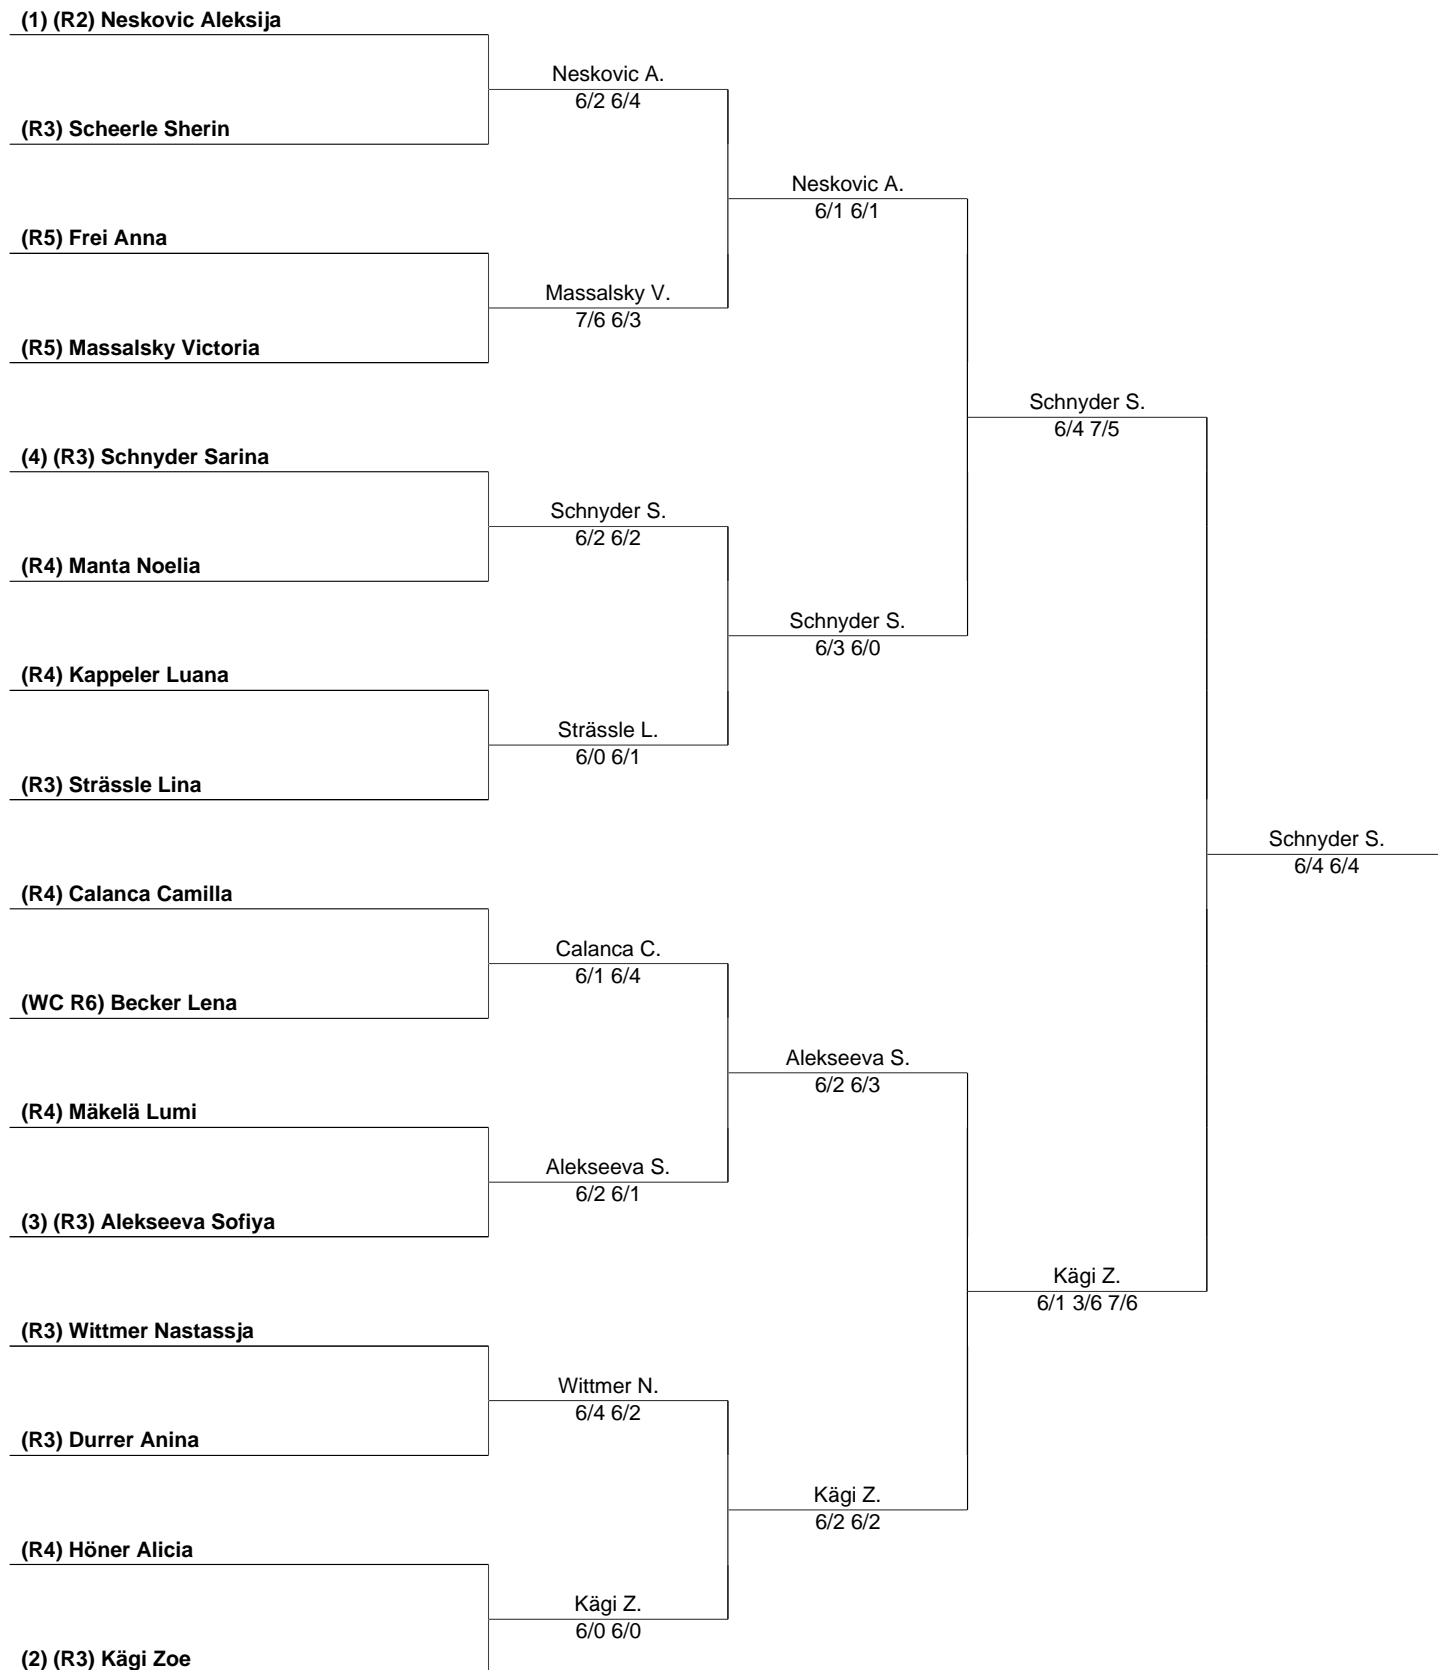 (1) (R2) Neskovic Aleksija
Neskovic A.
6/2 6/4
(R3) Scheerle Sherin
Neskovic A.
6/1 6/1
(R5) Frei Anna
Massalsky V.
7/6 6/3
(R5) Massalsky Victoria
Schnyder S.
6/4 7/5
(4) (R3) Schnyder Sarina
Schnyder S.
6/2 6/2
(R4) Manta Noelia
Schnyder S.
6/3 6/0
(R4) Kappeler Luana
Strässle L.
6/0 6/1
(R3) Strässle Lina
Schnyder S.
6/4 6/4
(R4) Calanca Camilla
Calanca C.
6/1 6/4
(WC R6) Becker Lena
Alekseeva S.
6/2 6/3
(R4) Mäkelä Lumi
Alekseeva S.
6/2 6/1
(3) (R3) Alekseeva Sofiya
Kägi Z.
6/1 3/6 7/6
(R3) Wittmer Nastassja
Wittmer N.
6/4 6/2
(R3) Durrer Anina
Kägi Z.
6/2 6/2
(R4) Höner Alicia
Kägi Z.
6/0 6/0
(2) (R3) Kägi Zoe